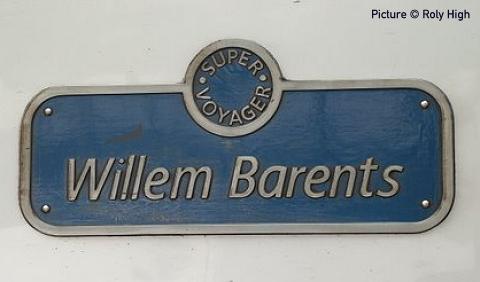 Picture © Roly High
SUPER
VOYAGER
Willem Barents